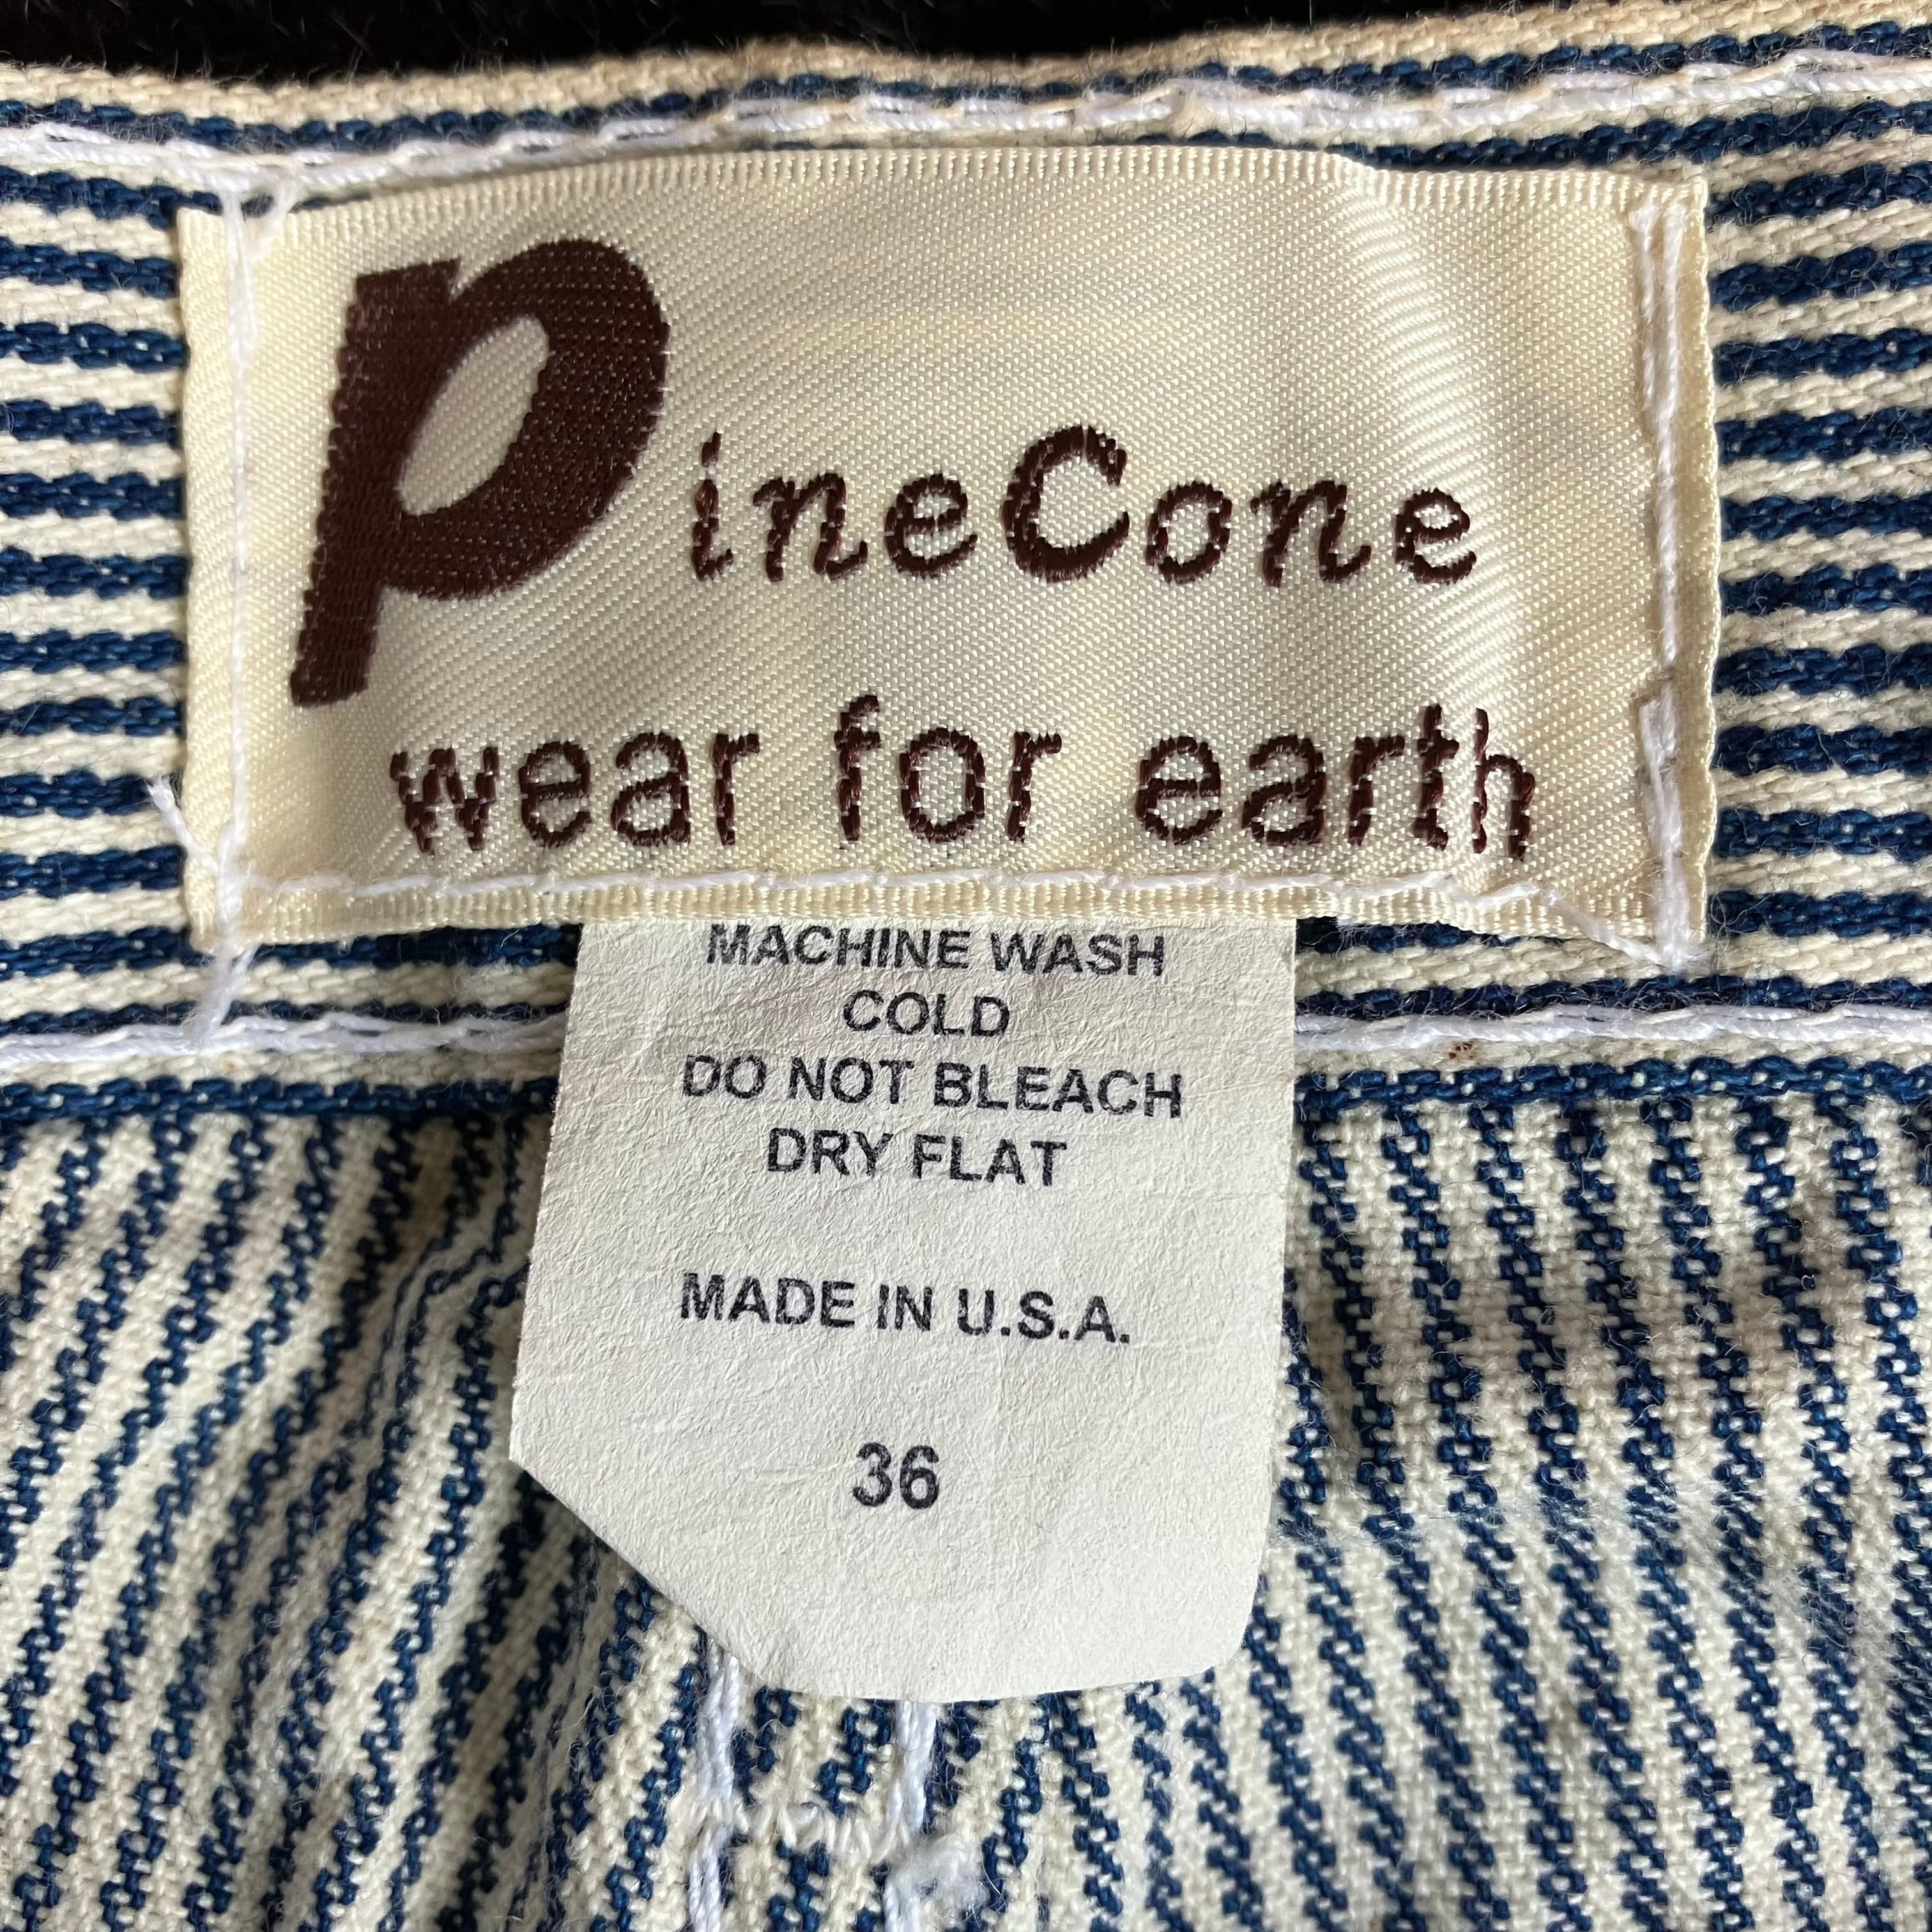 PineCone
wear for earth
MACHINE WASH
COLD
DO NOT BLEACH
DRY FLAT
MADE IN U.S.A.
36